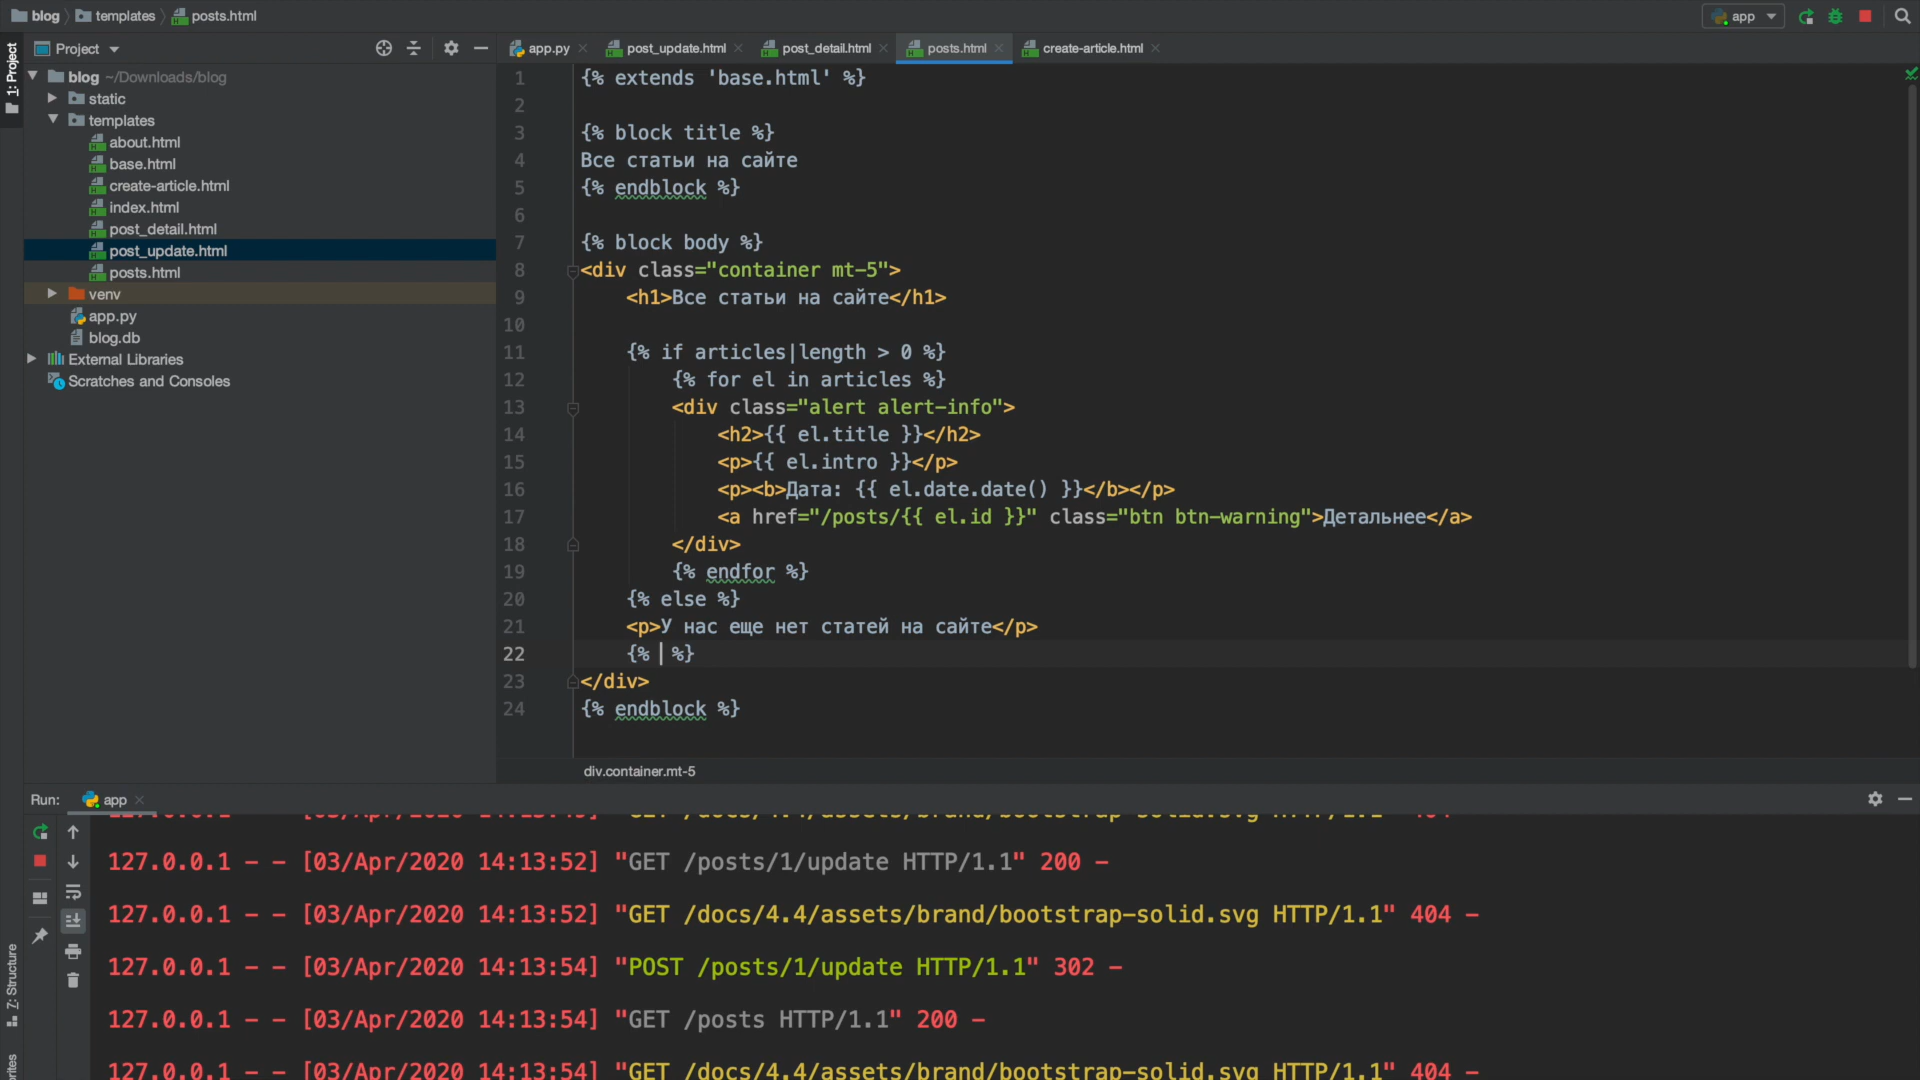 blog templates posts.html
app
1: Project
Project
app.py post_update.html post_detail.html posts.html create-article.html
blog ~/Downloads/blog
static
templates
about.html
base.html
create-article.html
index.html
post_detail.html
post_update.html
posts.html
venv
app.py
blog.db
External Libraries
Scratches and Consoles
1 {% extends 'base.html' %}
2
3 {% block title %}
4 Все статьи на сайте
5 {% endblock %}
6
7 {% block body %}
8 <div class="container mt-5">
9 <h1>Все статьи на сайте</h1>
10
11 {% if articles|length > 0 %}
12 {% for el in articles %}
13 <div class="alert alert-info">
14 <h2>{{ el.title }}</h2>
15 <p>{{ el.intro }}</p>
16 <p><b>Дата: {{ el.date.date() }}</b></p>
17 <a href="/posts/{{ el.id }}" class="btn btn-warning">Детальнее</a>
18 </div>
19 {% endfor %}
20 {% else %}
21 <p>У нас еще нет статей на сайте</p>
22 {% %}
23 </div>
24 {% endblock %}
div.container.mt-5
Run: app
127.0.0.1 - - [03/Apr/2020 14:13:52] "GET /posts/1/update HTTP/1.1" 200 -
127.0.0.1 - - [03/Apr/2020 14:13:52] "GET /docs/4.4/assets/brand/bootstrap-solid.svg HTTP/1.1" 404 -
127.0.0.1 - - [03/Apr/2020 14:13:54] "POST /posts/1/update HTTP/1.1" 302 -
127.0.0.1 - - [03/Apr/2020 14:13:54] "GET /posts HTTP/1.1" 200 -
127.0.0.1 - - [03/Apr/2020 14:13:54] "GET /docs/4.4/assets/brand/bootstrap-solid.svg HTTP/1.1" 404 -
Z: Structure